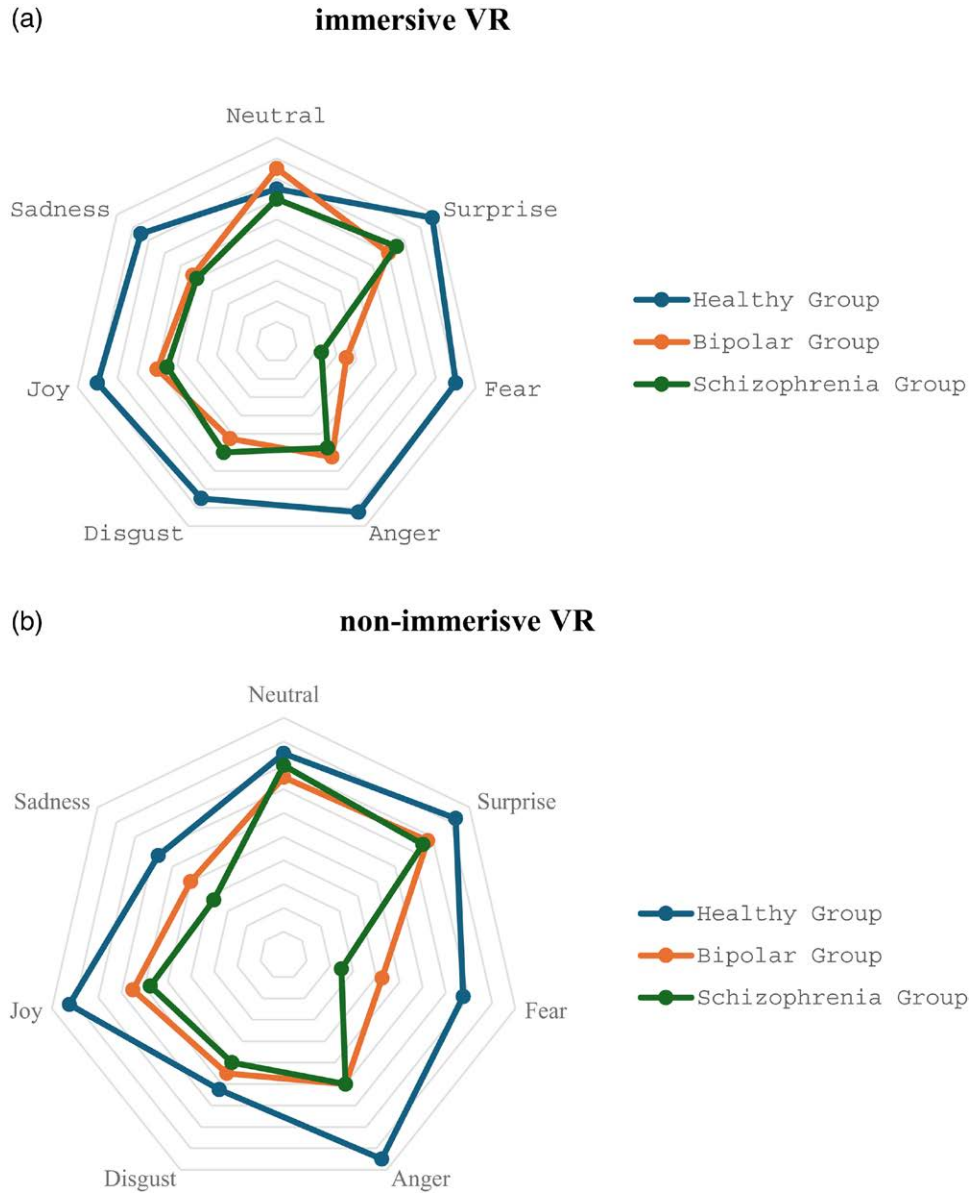 (a)
immersive VR
Neutral
Sadness
Surprise
Healthy Group
Bipolar Group
Schizophrenia Group
Joy
Fear
Disgust
Anger
(b)
non-immerisve VR
Neutral
Sadness
Surprise
Healthy Group
Bipolar Group
Schizophrenia Group
Joy
Fear
Disgust
Anger